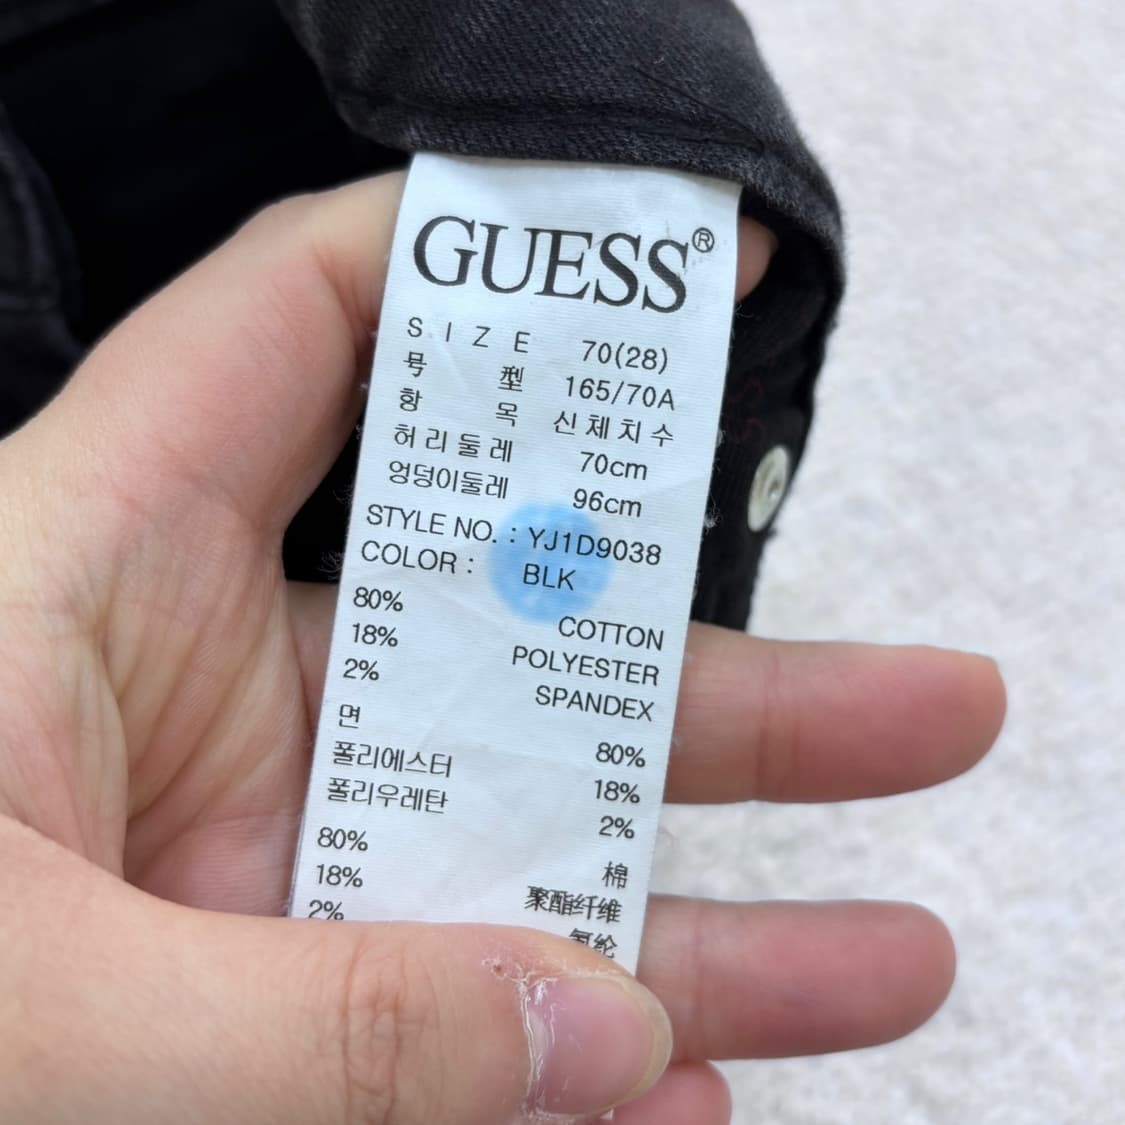 GUESS®
SIZE 70(28)
号型 165/70A
항목 신체치수
허리둘레 70cm
엉덩이둘레 96cm
STYLE NO. : YJ1D9038
COLOR : BLK
80% COTTON
18% POLYESTER
2% SPANDEX
면 80%
폴리에스터 18%
폴리우레탄 2%
80% 棉
18% 聚酯纤维
2% 氨纶